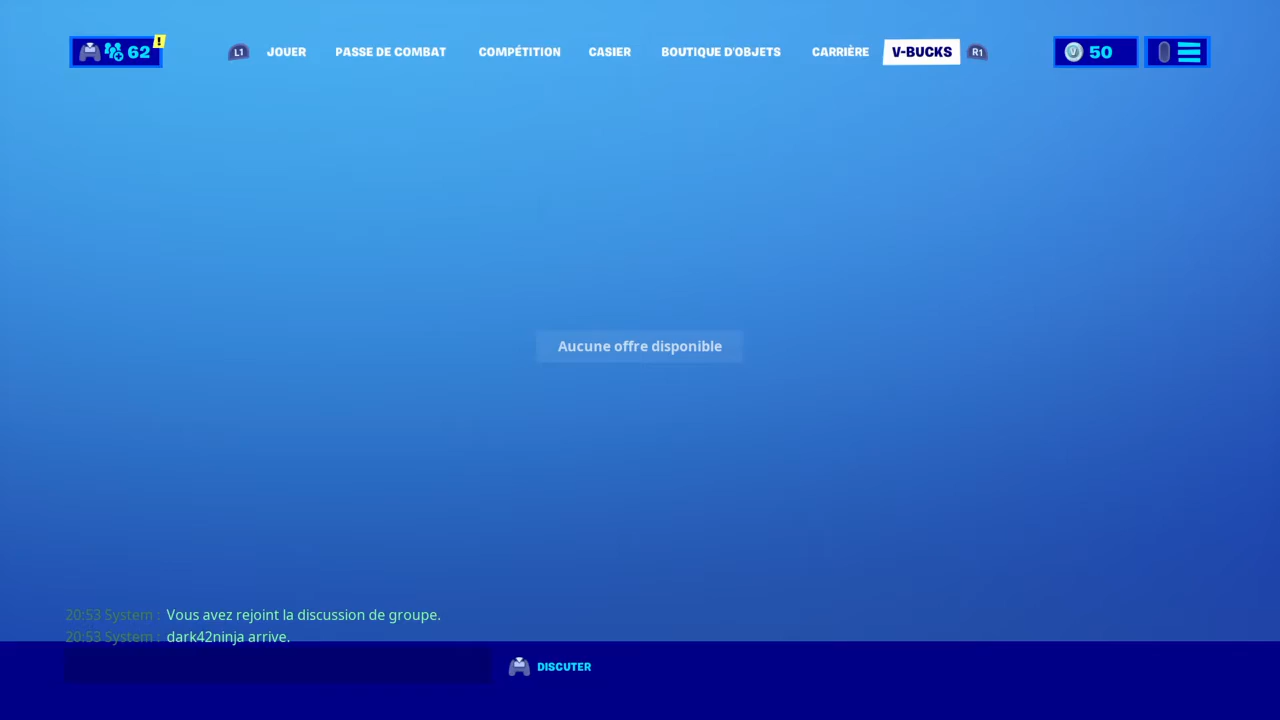 ! 62 L1 JOUER PASSE DE COMBAT COMPÉTITION CASIER BOUTIQUE D'OBJETS CARRIÈRE V-BUCKS R1 V 50
Aucune offre disponible
20:53 System : Vous avez rejoint la discussion de groupe.
20:53 System : dark42ninja arrive.
DISCUTER